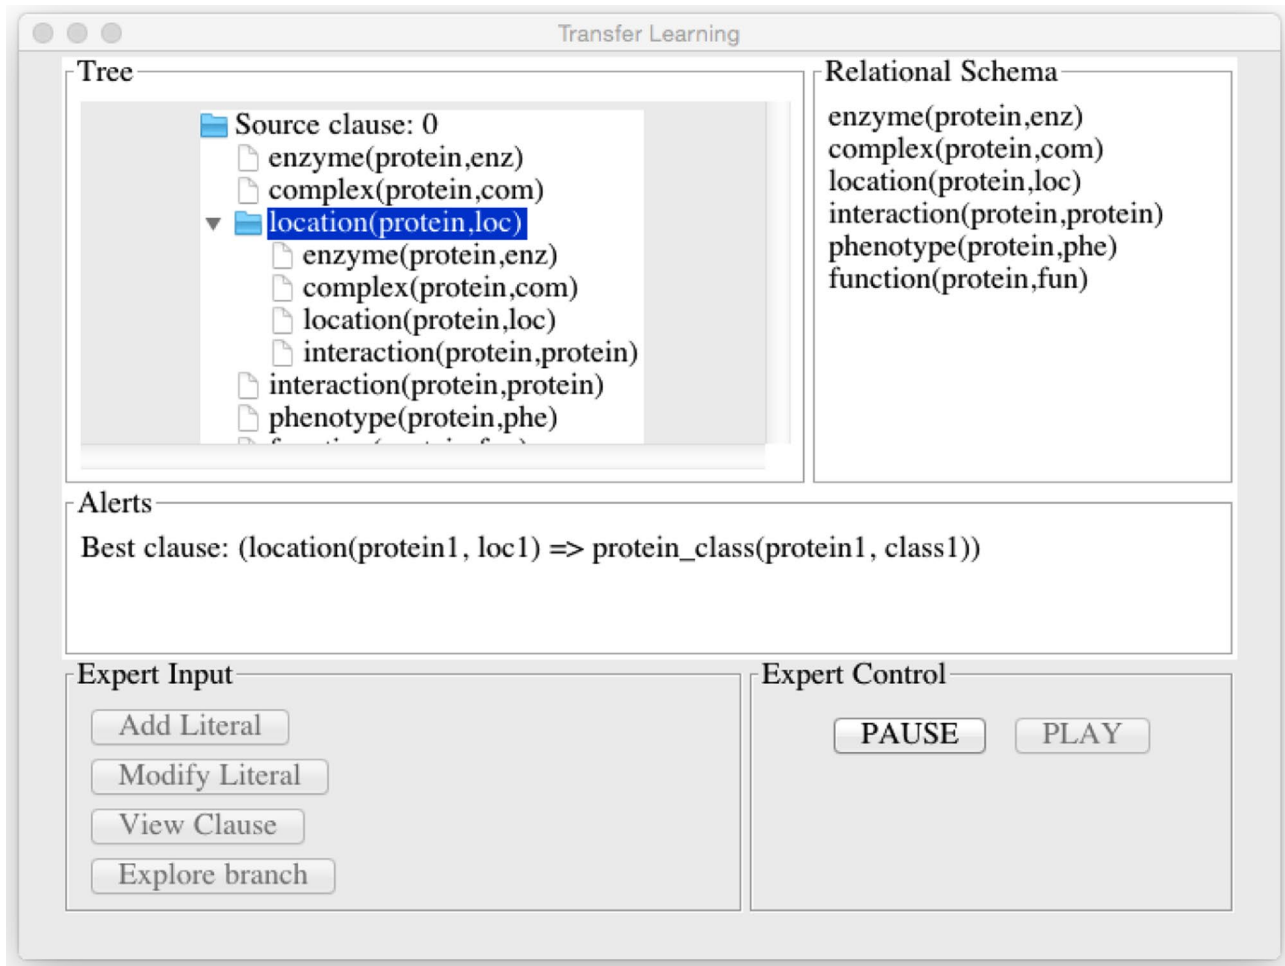 Transfer Learning
Tree
Source clause: 0
enzyme(protein,enz)
complex(protein,com)
location(protein,loc)
enzyme(protein,enz)
complex(protein,com)
location(protein,loc)
interaction(protein,protein)
interaction(protein,protein)
phenotype(protein,phe)
Relational Schema
enzyme(protein,enz)
complex(protein,com)
location(protein,loc)
interaction(protein,protein)
phenotype(protein,phe)
function(protein,fun)
Alerts
Best clause: (location(protein1, loc1) => protein_class(protein1, class1))
Expert Input
Add Literal
Modify Literal
View Clause
Explore branch
Expert Control
PAUSE
PLAY